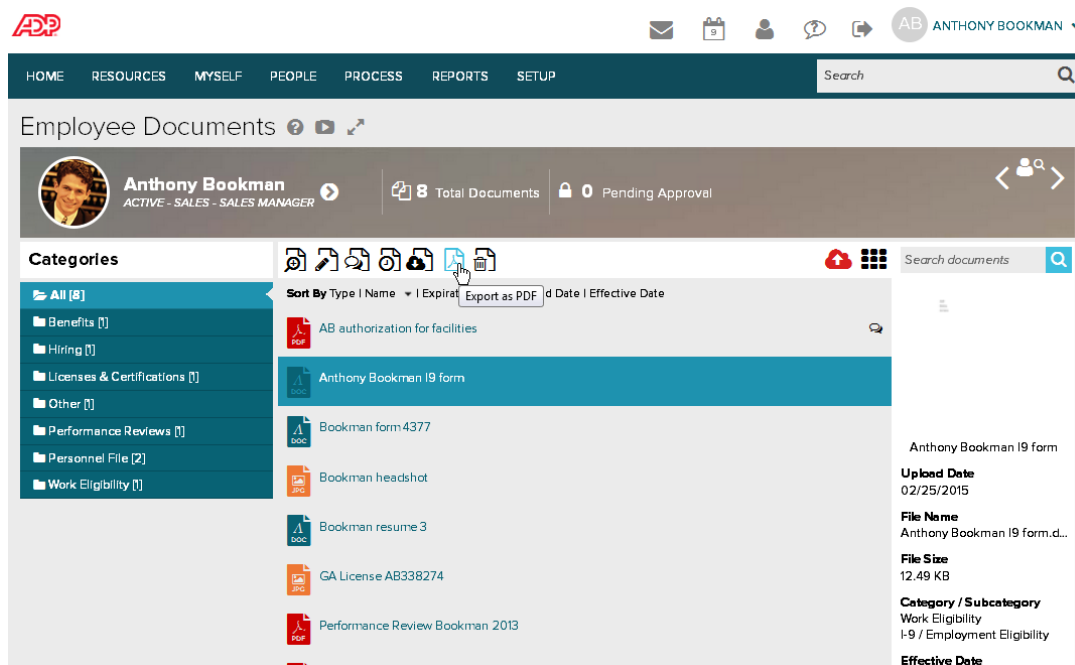 ADP
9
AB ANTHONY BOOKMAN
HOME RESOURCES MYSELF PEOPLE PROCESS REPORTS SETUP
Search
Employee Documents
Anthony Bookman
ACTIVE - SALES - SALES MANAGER
8 Total Documents
0 Pending Approval
Categories
All [8]
Benefits [1]
Hiring [1]
Licenses & Certifications [1]
Other [1]
Performance Reviews [1]
Personnel File [2]
Work Eligibility [1]
Search documents
Sort By Type | Name | Expirat d Date | Effective Date
Export as PDF
PDF AB authorization for facilities
DOC Anthony Bookman I9 form
DOC Bookman form 4377
JPG Bookman headshot
DOC Bookman resume 3
JPG GA License AB338274
PDF Performance Review Bookman 2013
Anthony Bookman I9 form
Upload Date
02/25/2015
File Name
Anthony Bookman I9 form.d...
File Size
12.49 KB
Category / Subcategory
Work Eligibility
I-9 / Employment Eligibility
Effective Date